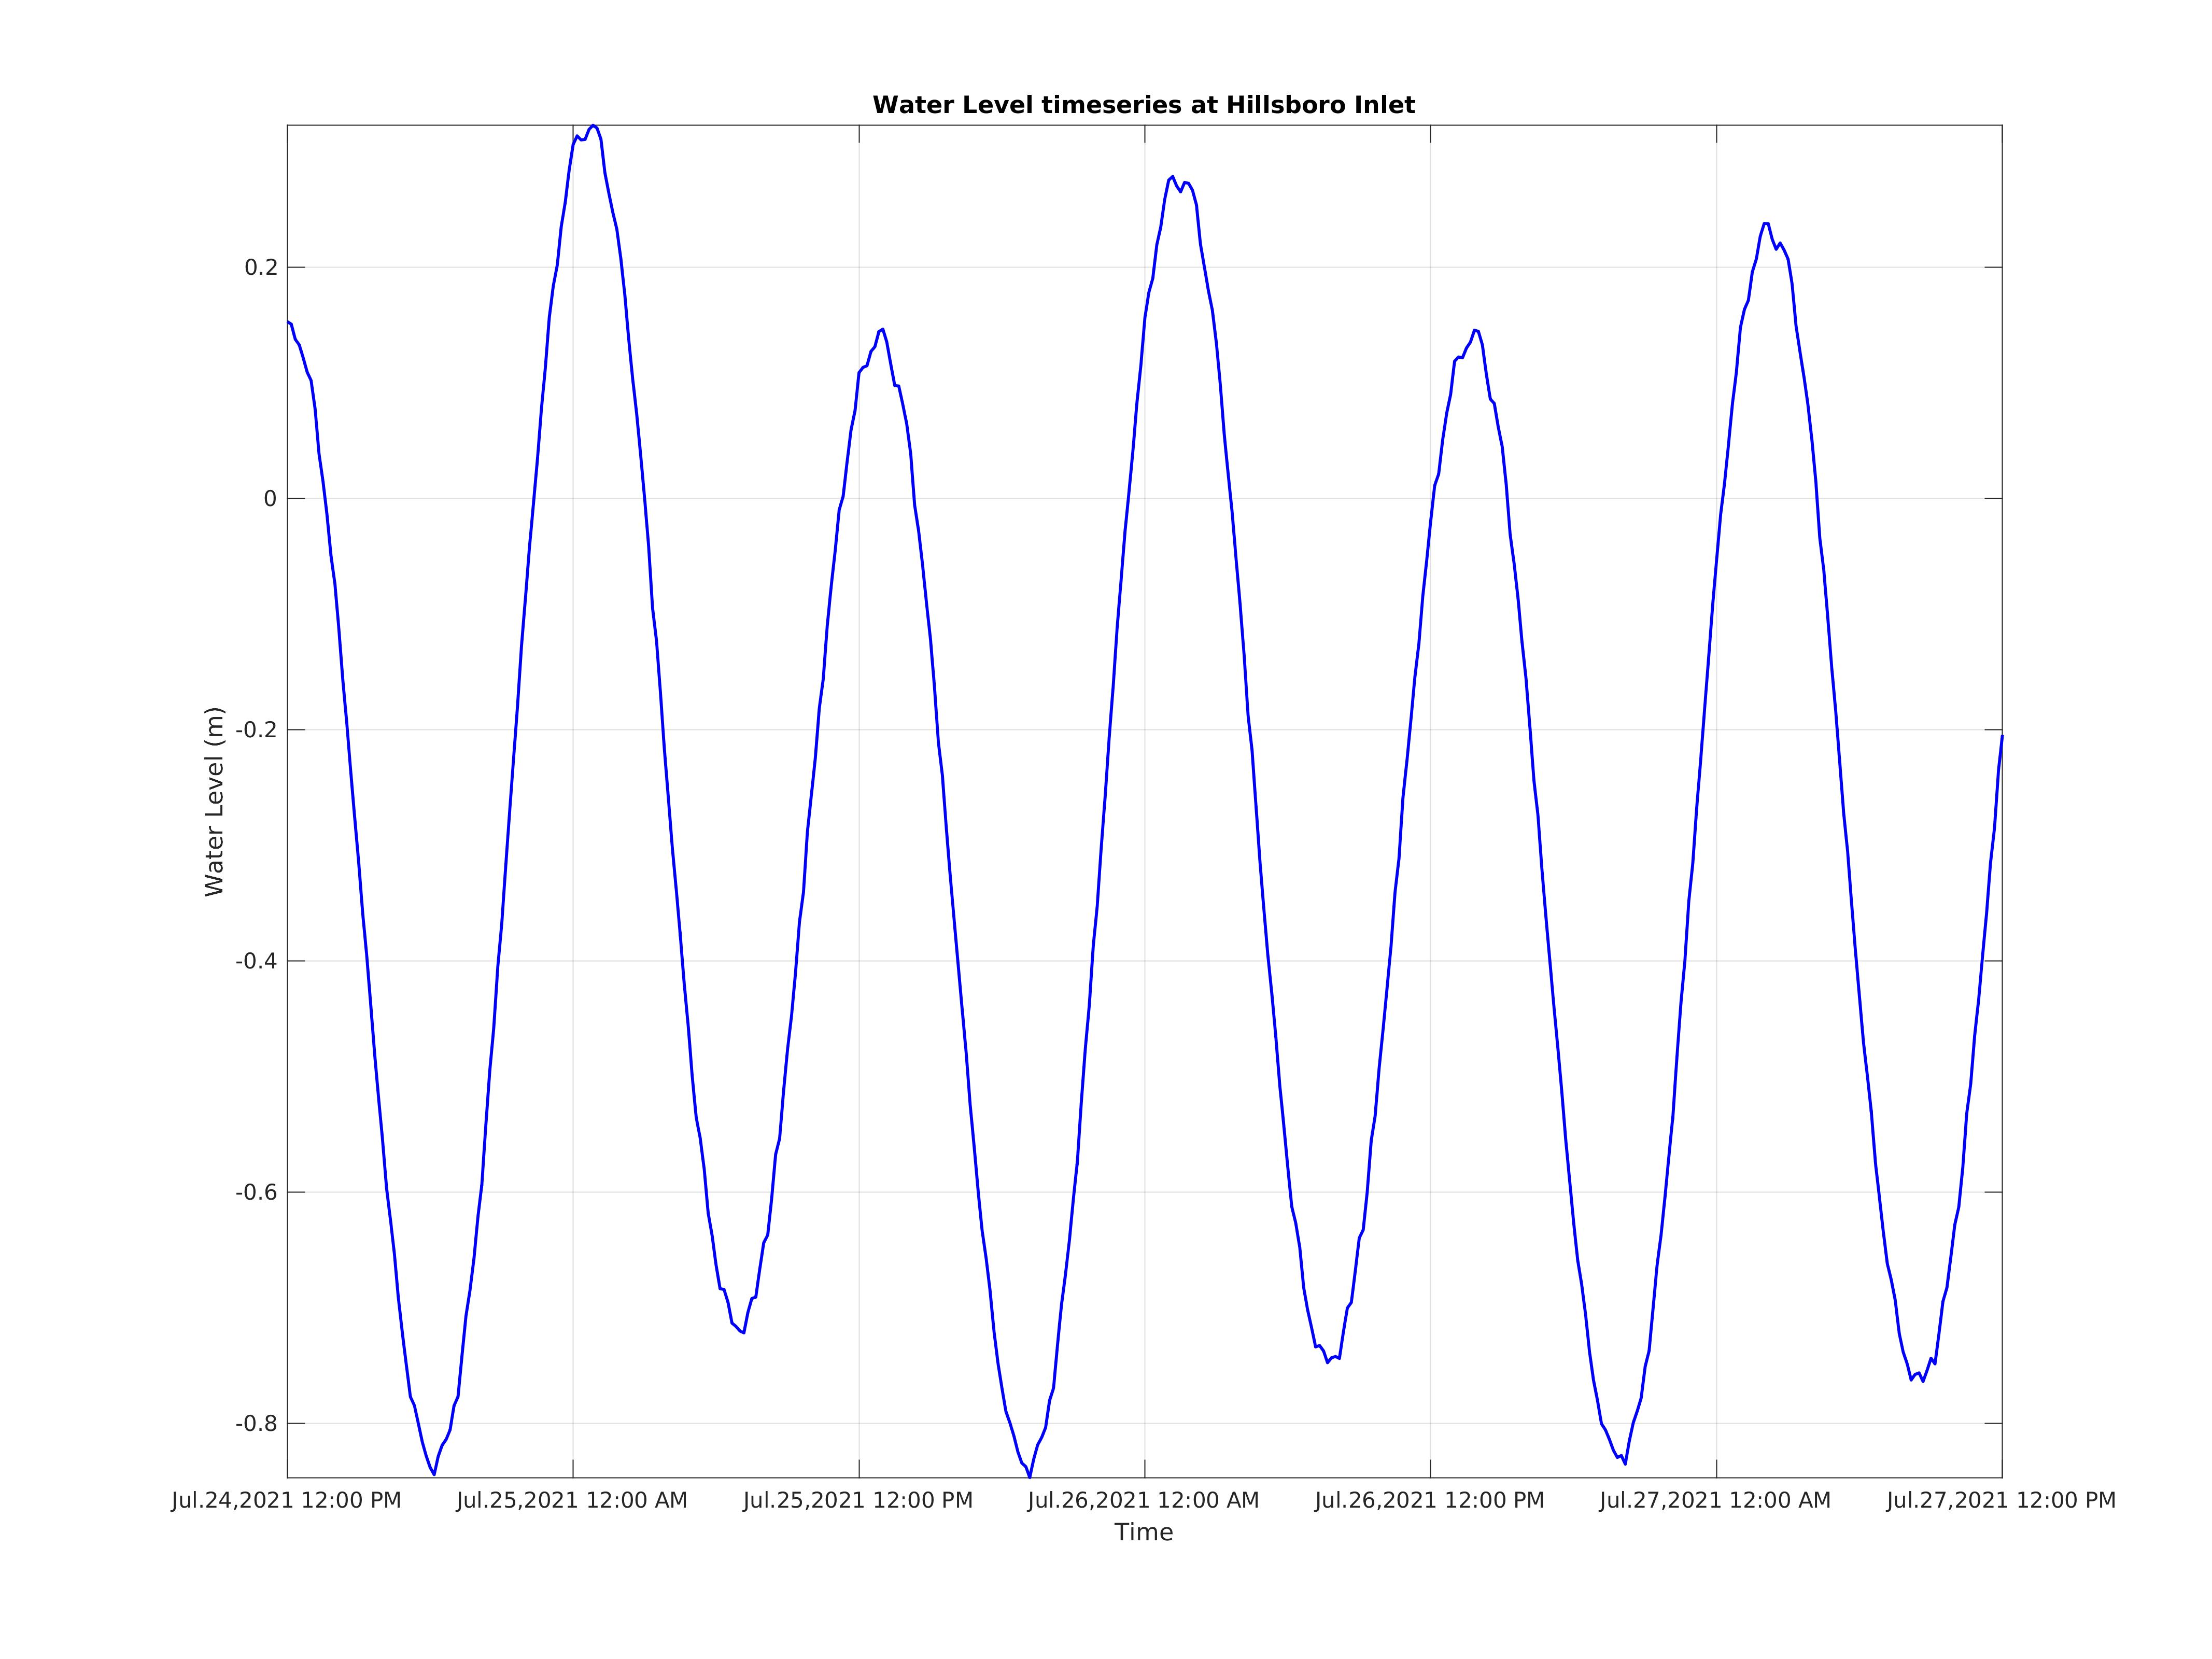 Water Level timeseries at Hillsboro Inlet
0.2
0
-0.2
-0.4
-0.6
-0.8
Water Level (m)
Jul.24,2021 12:00 PM
Jul.25,2021 12:00 AM
Jul.25,2021 12:00 PM
Jul.26,2021 12:00 AM
Jul.26,2021 12:00 PM
Jul.27,2021 12:00 AM
Jul.27,2021 12:00 PM
Time